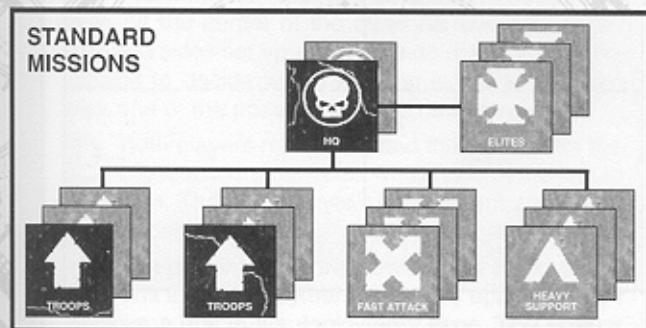 STANDARD
MISSIONS
HQ
ELITES
TROOPS
TROOPS
FAST ATTACK
HEAVY
SUPPORT